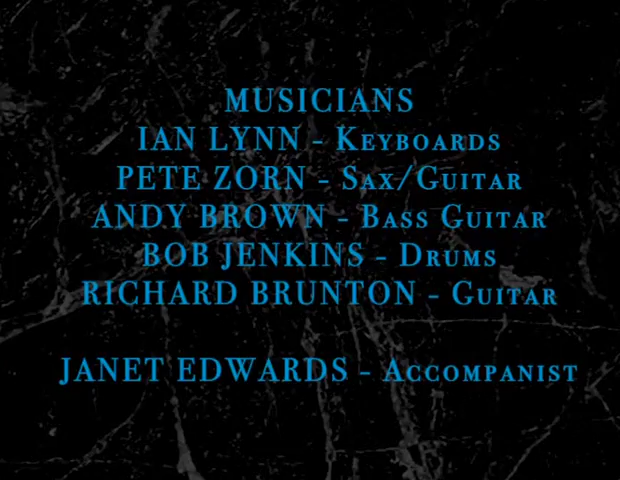 MUSICIANS
IAN LYNN - Keyboards
PETE ZORN - Sax/Guitar
ANDY BROWN - Bass Guitar
BOB JENKINS - Drums
RICHARD BRUNTON - Guitar
JANET EDWARDS - Accompanist